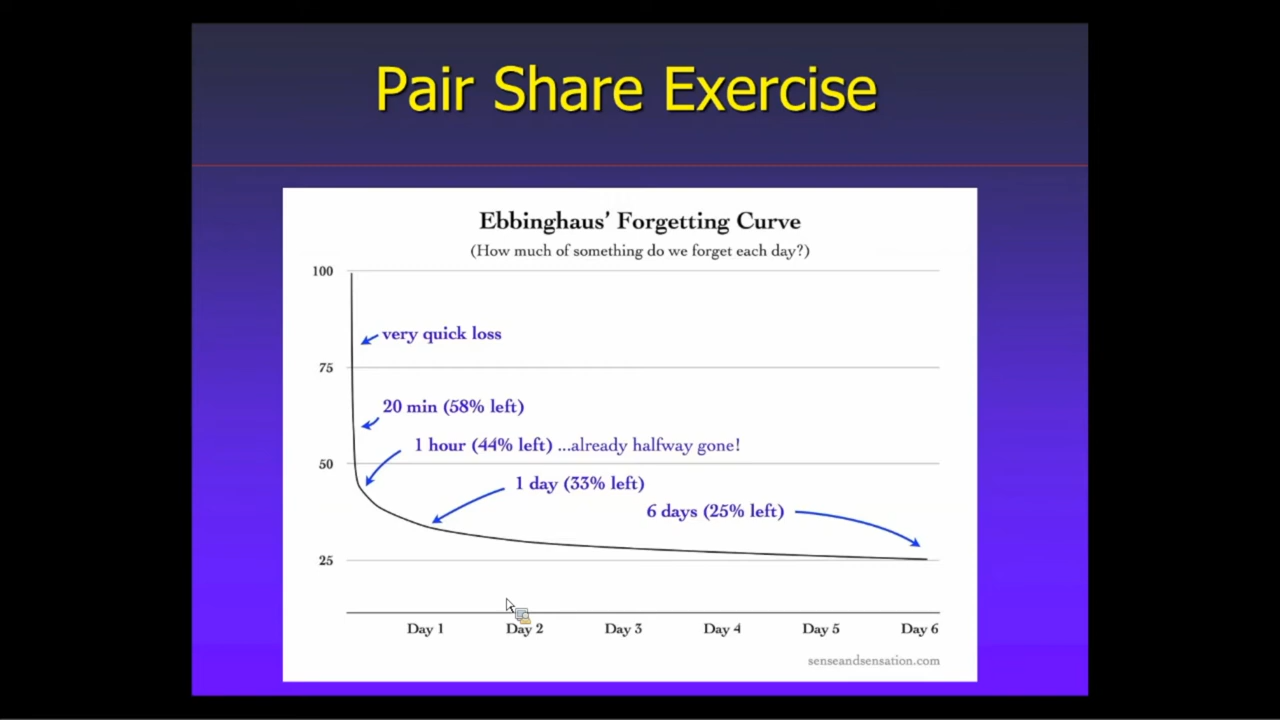 Pair Share Exercise
Ebbinghaus’ Forgetting Curve
(How much of something do we forget each day?)
100
very quick loss
75
20 min (58% left)
1 hour (44% left) ...already halfway gone!
50
1 day (33% left)
6 days (25% left)
25
Day 1 Day 2 Day 3 Day 4 Day 5 Day 6
senseandsensation.com